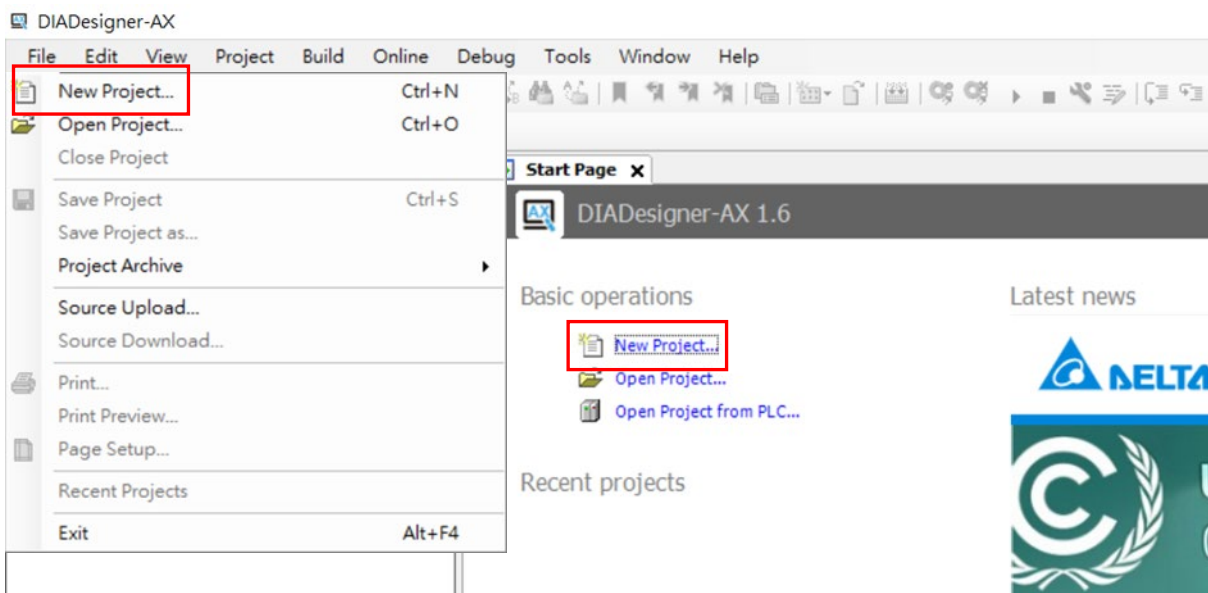 DIADesigner-AX
File Edit View Project Build Online Debug Tools Window Help
New Project... Ctrl+N
Open Project... Ctrl+O
Close Project
Save Project Ctrl+S
Save Project as...
Project Archive
Source Upload...
Source Download...
Print...
Print Preview...
Page Setup...
Recent Projects
Exit Alt+F4
Start Page
AX DIADesigner-AX 1.6
Basic operations
New Project...
Open Project...
Open Project from PLC...
Recent projects
Latest news
DELTA